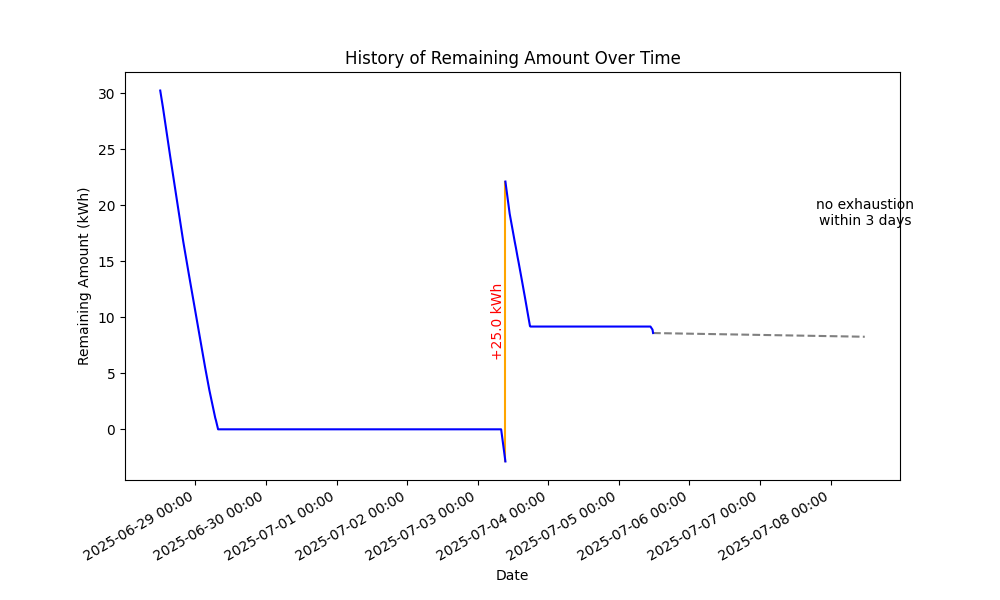 History of Remaining Amount Over Time
30
25
20
15
10
5
0
Remaining Amount (kWh)
+25.0 kWh
no exhaustion
within 3 days
2025-06-29 00:00
2025-06-30 00:00
2025-07-01 00:00
2025-07-02 00:00
2025-07-03 00:00
2025-07-04 00:00
2025-07-05 00:00
2025-07-06 00:00
2025-07-07 00:00
2025-07-08 00:00
Date